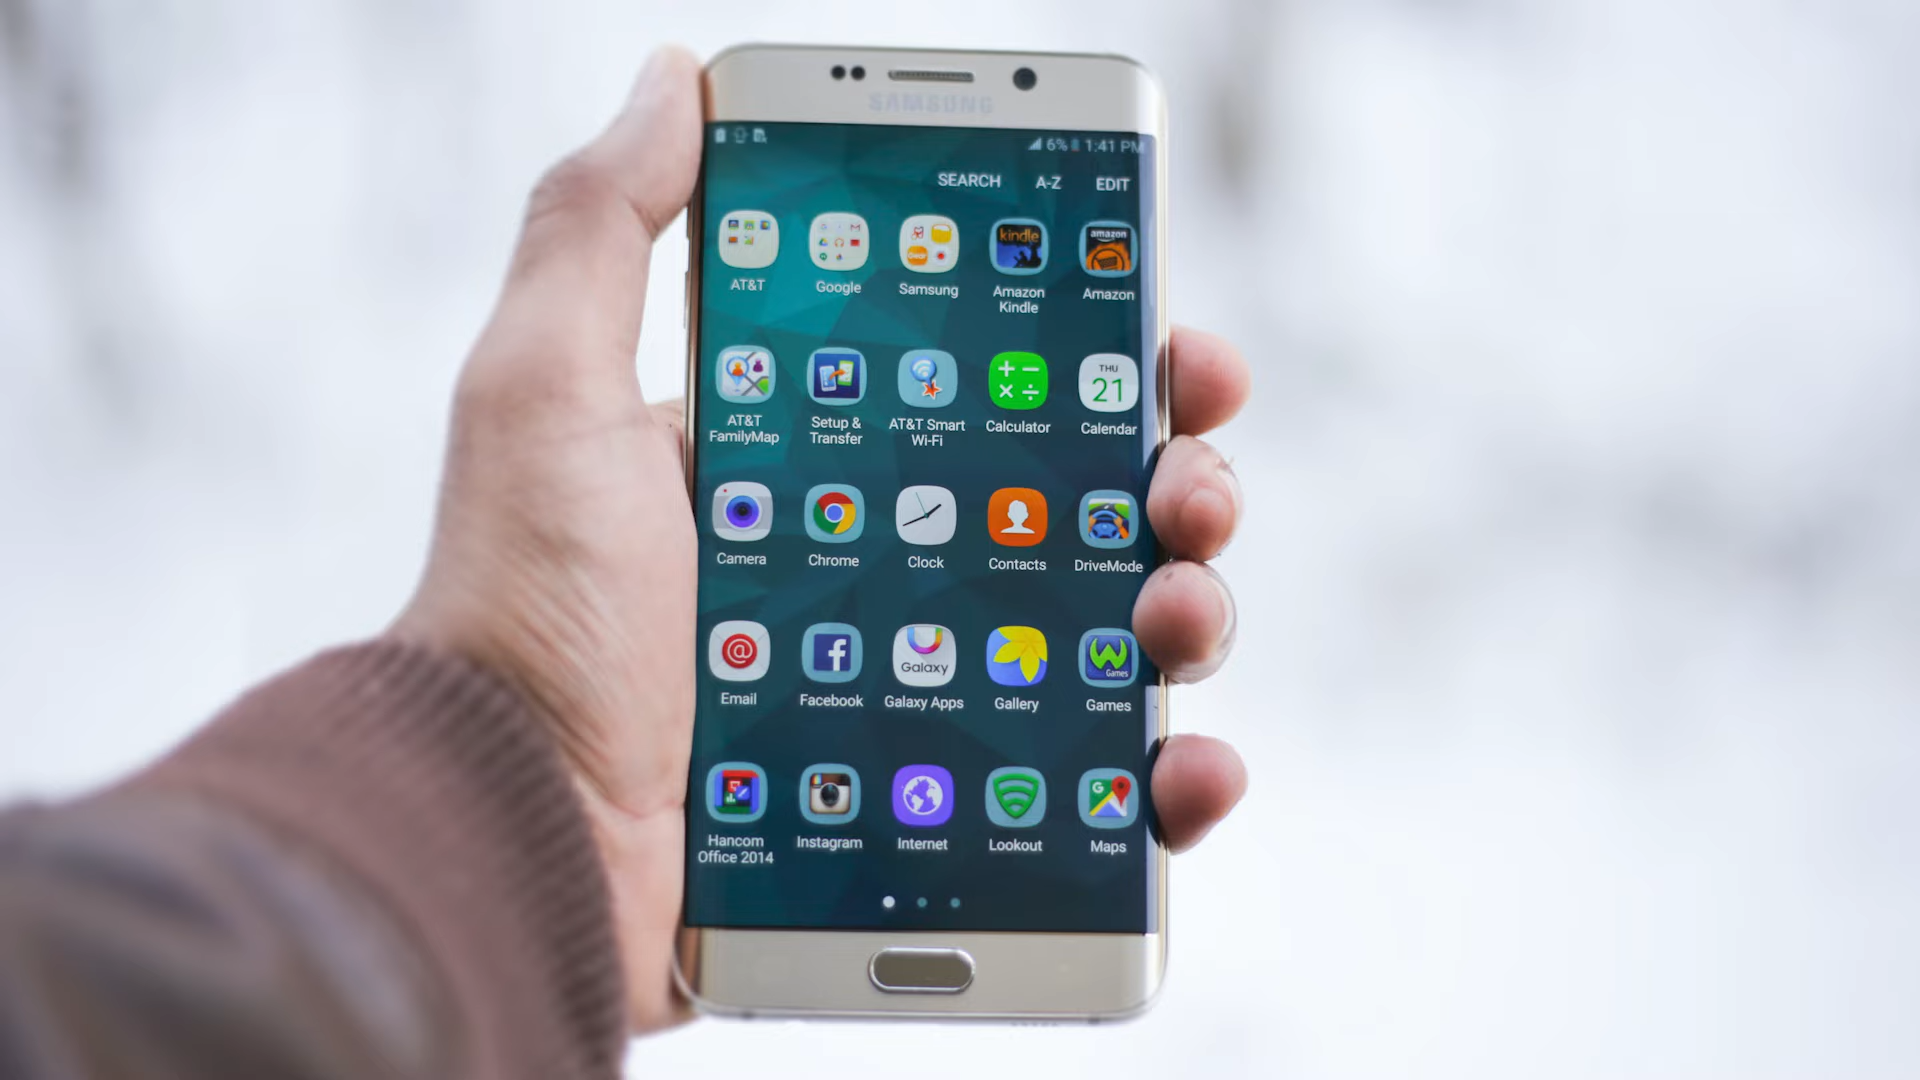 SAMSUNG
6% 1:41 PM
SEARCH A-Z EDIT
kindle amazon
AT&T Google Samsung Amazon Kindle Amazon
THU
21
AT&T FamilyMap Setup & Transfer AT&T Smart Wi-Fi Calculator Calendar
Camera Chrome Clock Contacts DriveMode
Galaxy Games
Email Facebook Galaxy Apps Gallery Games
G
Hancom Office 2014 Instagram Internet Lookout Maps